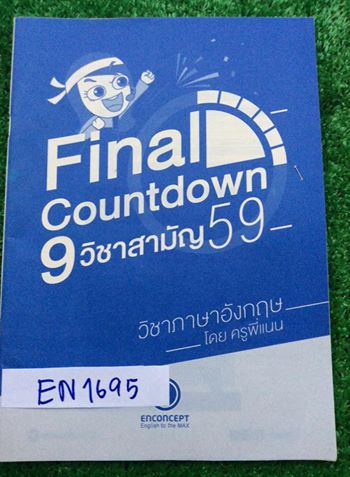 Final
Countdown
9 วิชาสามัญ 59
วิชาภาษาอังกฤษ
โดย ครูพี่แนน
EN1695
ENCONCEPT
English to the MAX